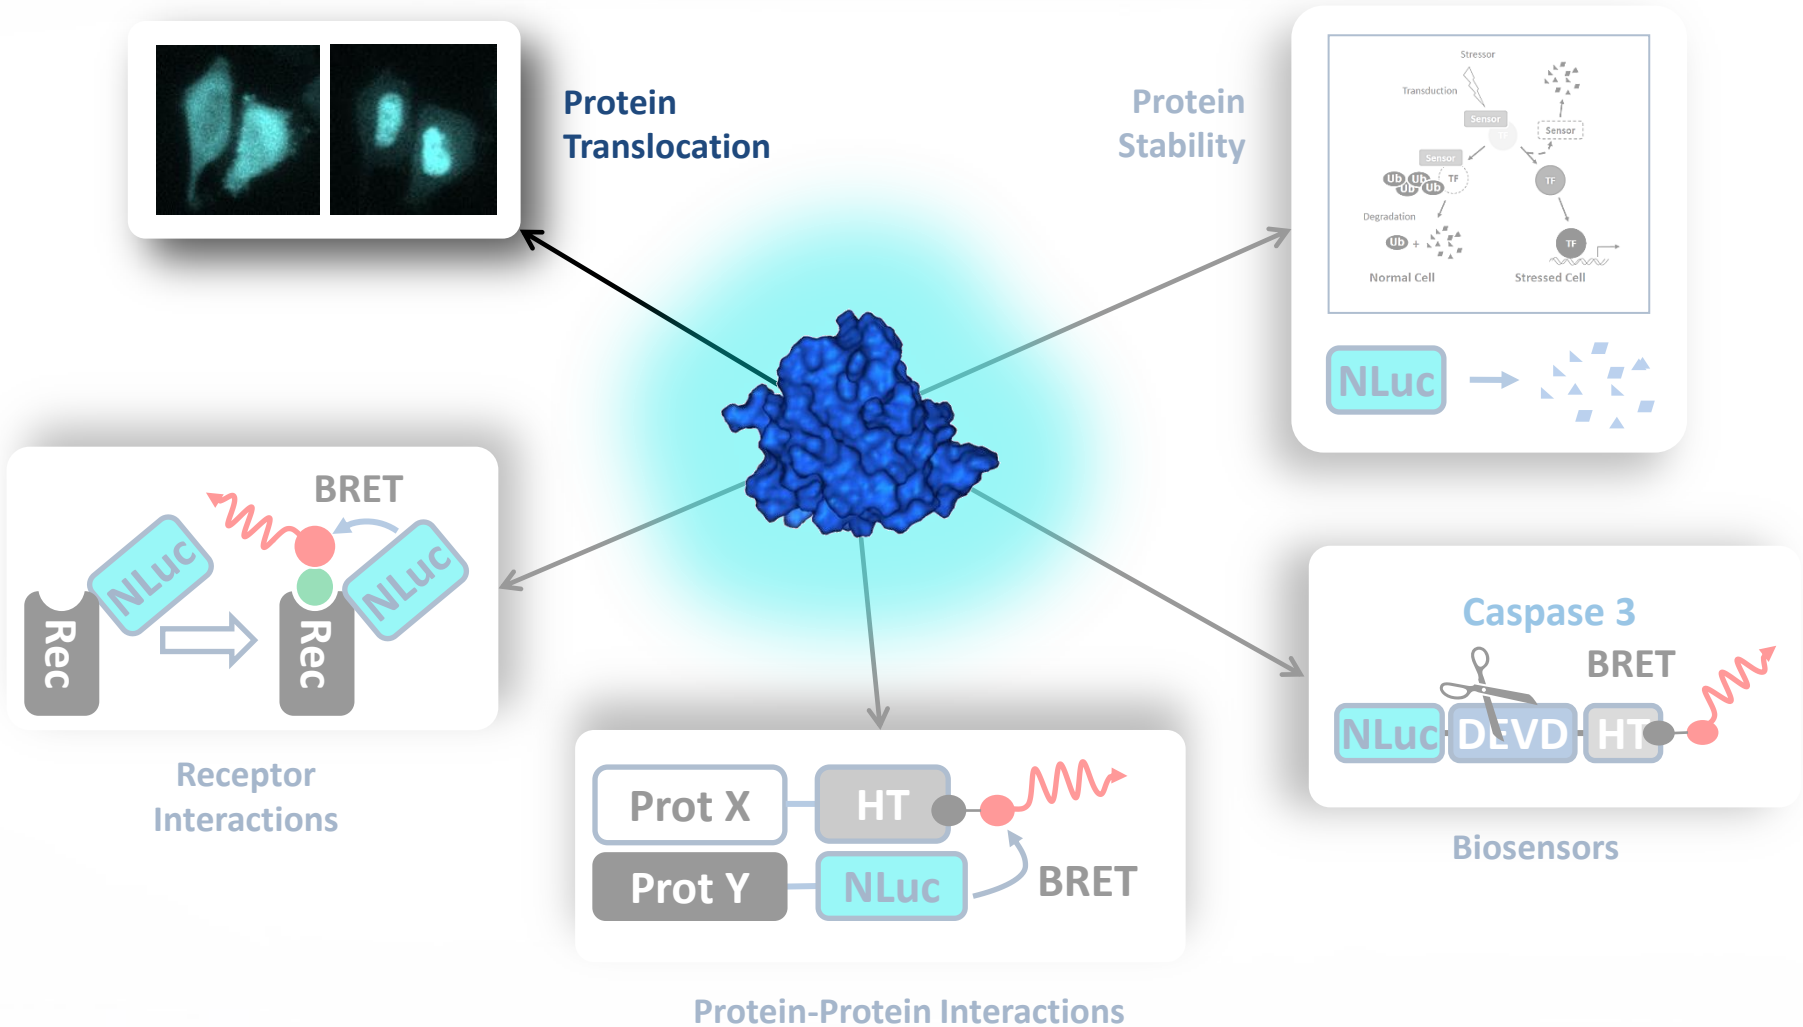 Protein
Translocation
Protein
Stability
Stressor
Transduction
Sensor
TF
Sensor
Sensor
Ub
Ub
Ub
Ub
TF
TF
Degradation
Ub
+
TF
Normal Cell
Stressed Cell
NLuc
BRET
NLuc
NLuc
Rec
Rec
Receptor
Interactions
Caspase 3
BRET
NLuc
DEVD
HT
Biosensors
Prot X
HT
Prot Y
NLuc
BRET
Protein-Protein Interactions